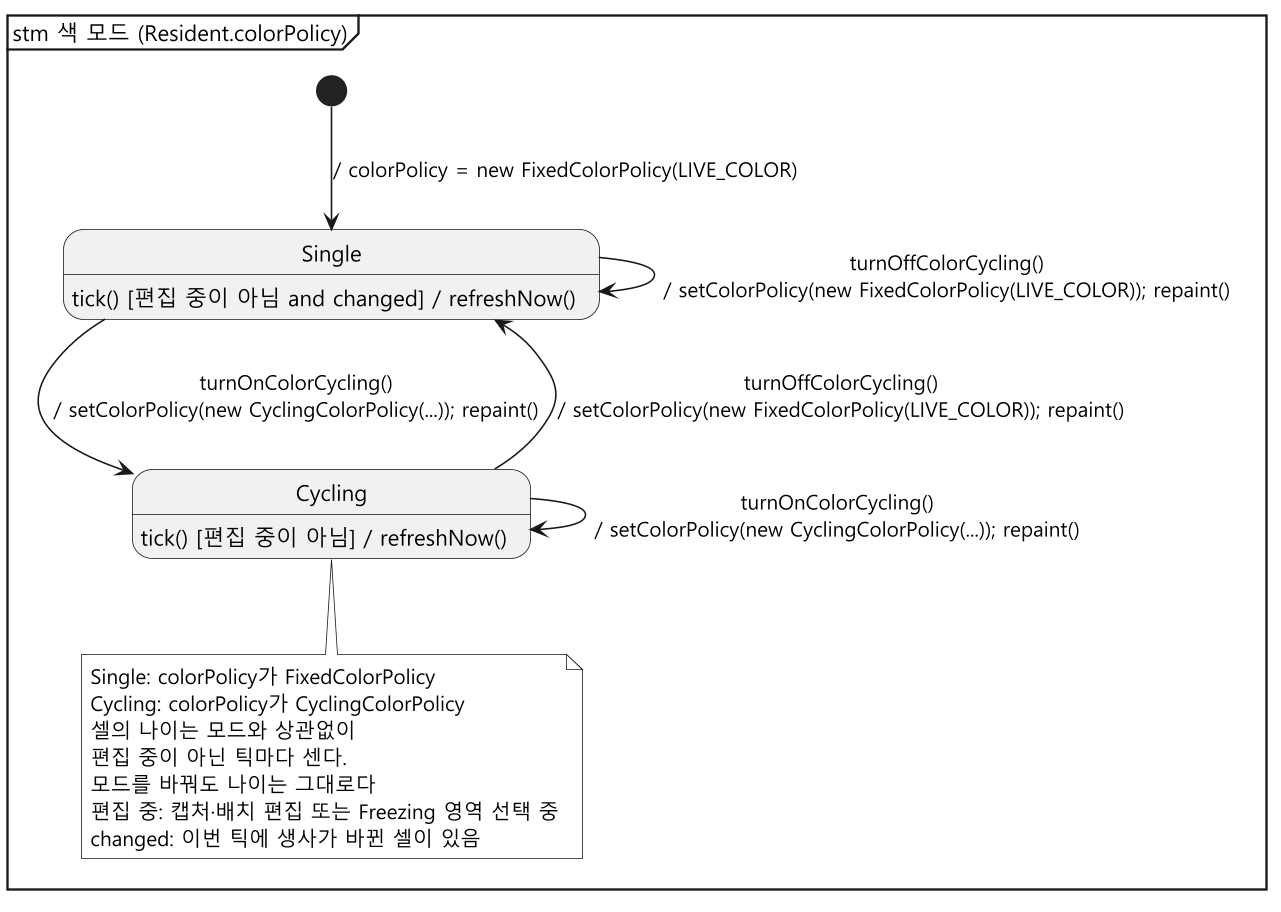 stm 색 모드 (Resident.colorPolicy)
/ colorPolicy = new FixedColorPolicy(LIVE_COLOR)
Single
tick() [편집 중이 아님 and changed] / refreshNow()
turnOffColorCycling()
/ setColorPolicy(new FixedColorPolicy(LIVE_COLOR)); repaint()
turnOnColorCycling()
/ setColorPolicy(new CyclingColorPolicy(...)); repaint()
turnOffColorCycling()
/ setColorPolicy(new FixedColorPolicy(LIVE_COLOR)); repaint()
Cycling
tick() [편집 중이 아님] / refreshNow()
turnOnColorCycling()
/ setColorPolicy(new CyclingColorPolicy(...)); repaint()
Single: colorPolicy가 FixedColorPolicy
Cycling: colorPolicy가 CyclingColorPolicy
셀의 나이는 모드와 상관없이
편집 중이 아닌 틱마다 센다.
모드를 바꿔도 나이는 그대로다
편집 중: 캡처·배치 편집 또는 Freezing 영역 선택 중
changed: 이번 틱에 생사가 바뀐 셀이 있음